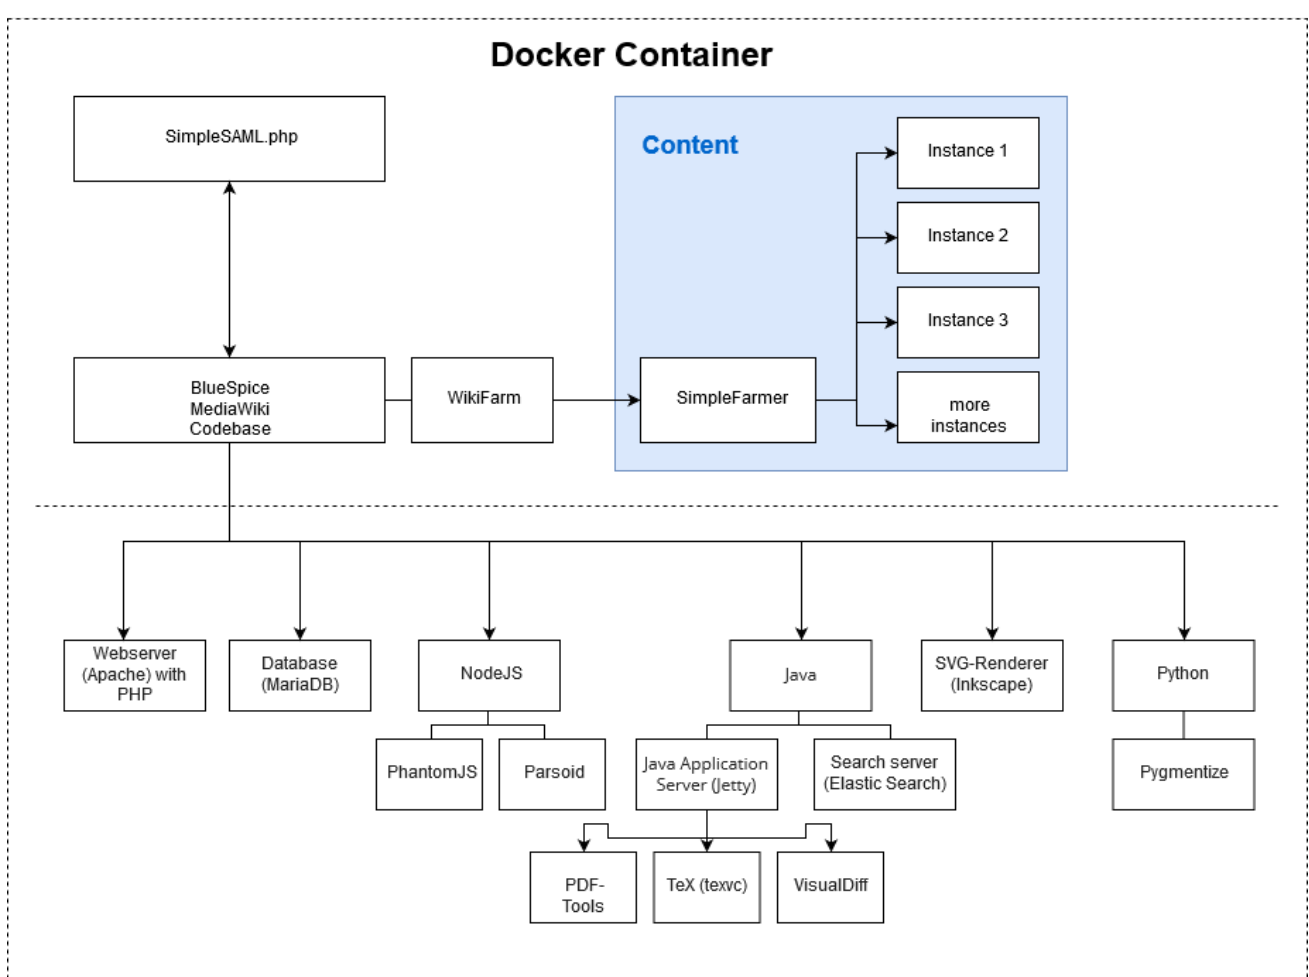 Docker Container
SimpleSAML.php
Content
Instance 1
Instance 2
Instance 3
more
instances
BlueSpice
MediaWiki
Codebase
WikiFarm
SimpleFarmer
Webserver
(Apache) with
PHP
Database
(MariaDB)
NodeJS
Java
SVG-Renderer
(Inkscape)
Python
PhantomJS
Parsoid
Java Application
Server (Jetty)
Search server
(Elastic Search)
Pygmentize
PDF-
Tools
TeX (texvc)
VisualDiff